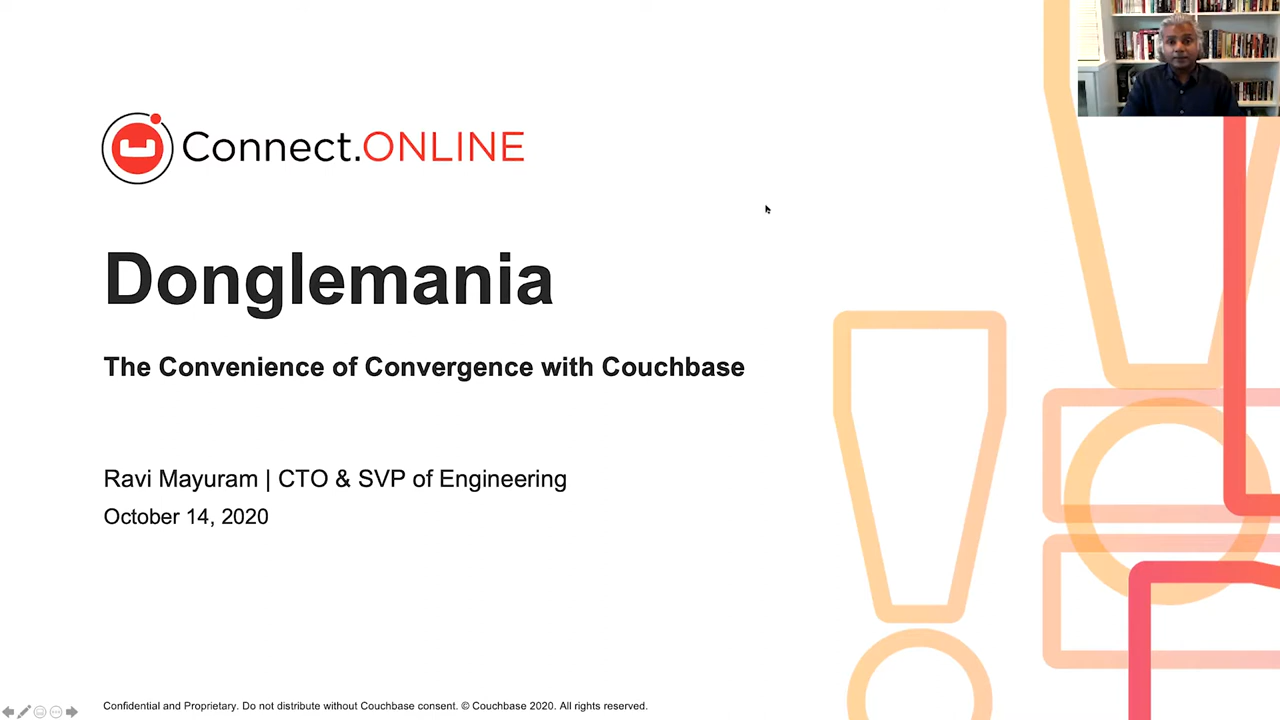 Connect.ONLINE
Donglemania
The Convenience of Convergence with Couchbase
Ravi Mayuram | CTO & SVP of Engineering
October 14, 2020
Confidential and Proprietary. Do not distribute without Couchbase consent. © Couchbase 2020. All rights reserved.